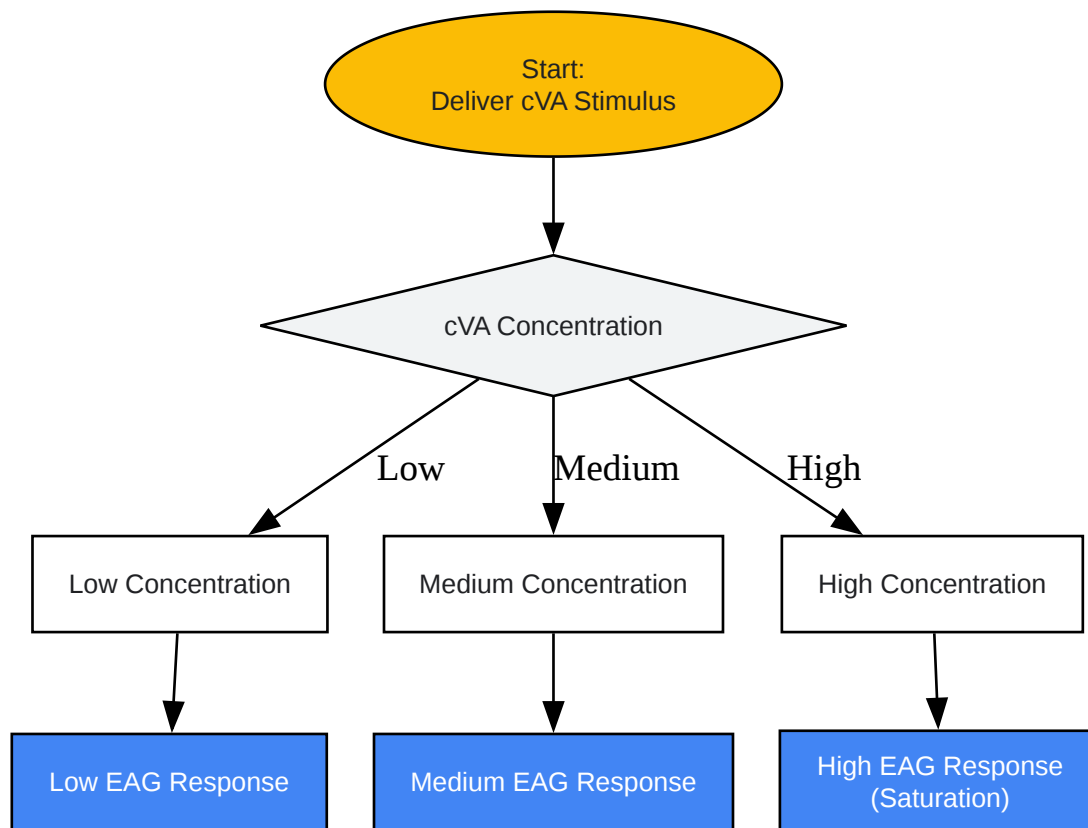 Start:
Deliver cVA Stimulus
cVA Concentration
Low
Medium
High
Low Concentration
Medium Concentration
High Concentration
Low EAG Response
Medium EAG Response
High EAG Response
(Saturation)